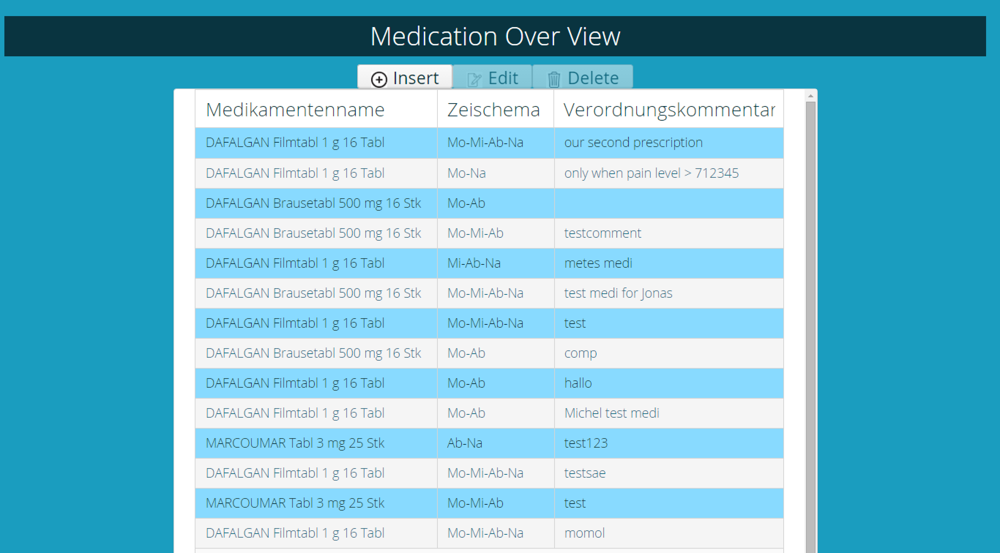 Medication Over View
Insert Edit Delete
Medikamentenname Zeischema Verordnungskommentar
DAFALGAN Filmtabl 1 g 16 Tabl Mo-Mi-Ab-Na our second prescription
DAFALGAN Filmtabl 1 g 16 Tabl Mo-Na only when pain level > 712345
DAFALGAN Brausetabl 500 mg 16 Stk Mo-Ab
DAFALGAN Brausetabl 500 mg 16 Stk Mo-Mi-Ab testcomment
DAFALGAN Filmtabl 1 g 16 Tabl Mi-Ab-Na metes medi
DAFALGAN Brausetabl 500 mg 16 Stk Mo-Mi-Ab-Na test medi for Jonas
DAFALGAN Filmtabl 1 g 16 Tabl Mo-Mi-Ab-Na test
DAFALGAN Brausetabl 500 mg 16 Stk Mo-Ab comp
DAFALGAN Filmtabl 1 g 16 Tabl Mo-Ab hallo
DAFALGAN Filmtabl 1 g 16 Tabl Mo-Ab Michel test medi
MARCOUMAR Tabl 3 mg 25 Stk Ab-Na test123
DAFALGAN Filmtabl 1 g 16 Tabl Mo-Mi-Ab-Na testsae
MARCOUMAR Tabl 3 mg 25 Stk Mo-Mi-Ab test
DAFALGAN Filmtabl 1 g 16 Tabl Mo-Mi-Ab-Na momol